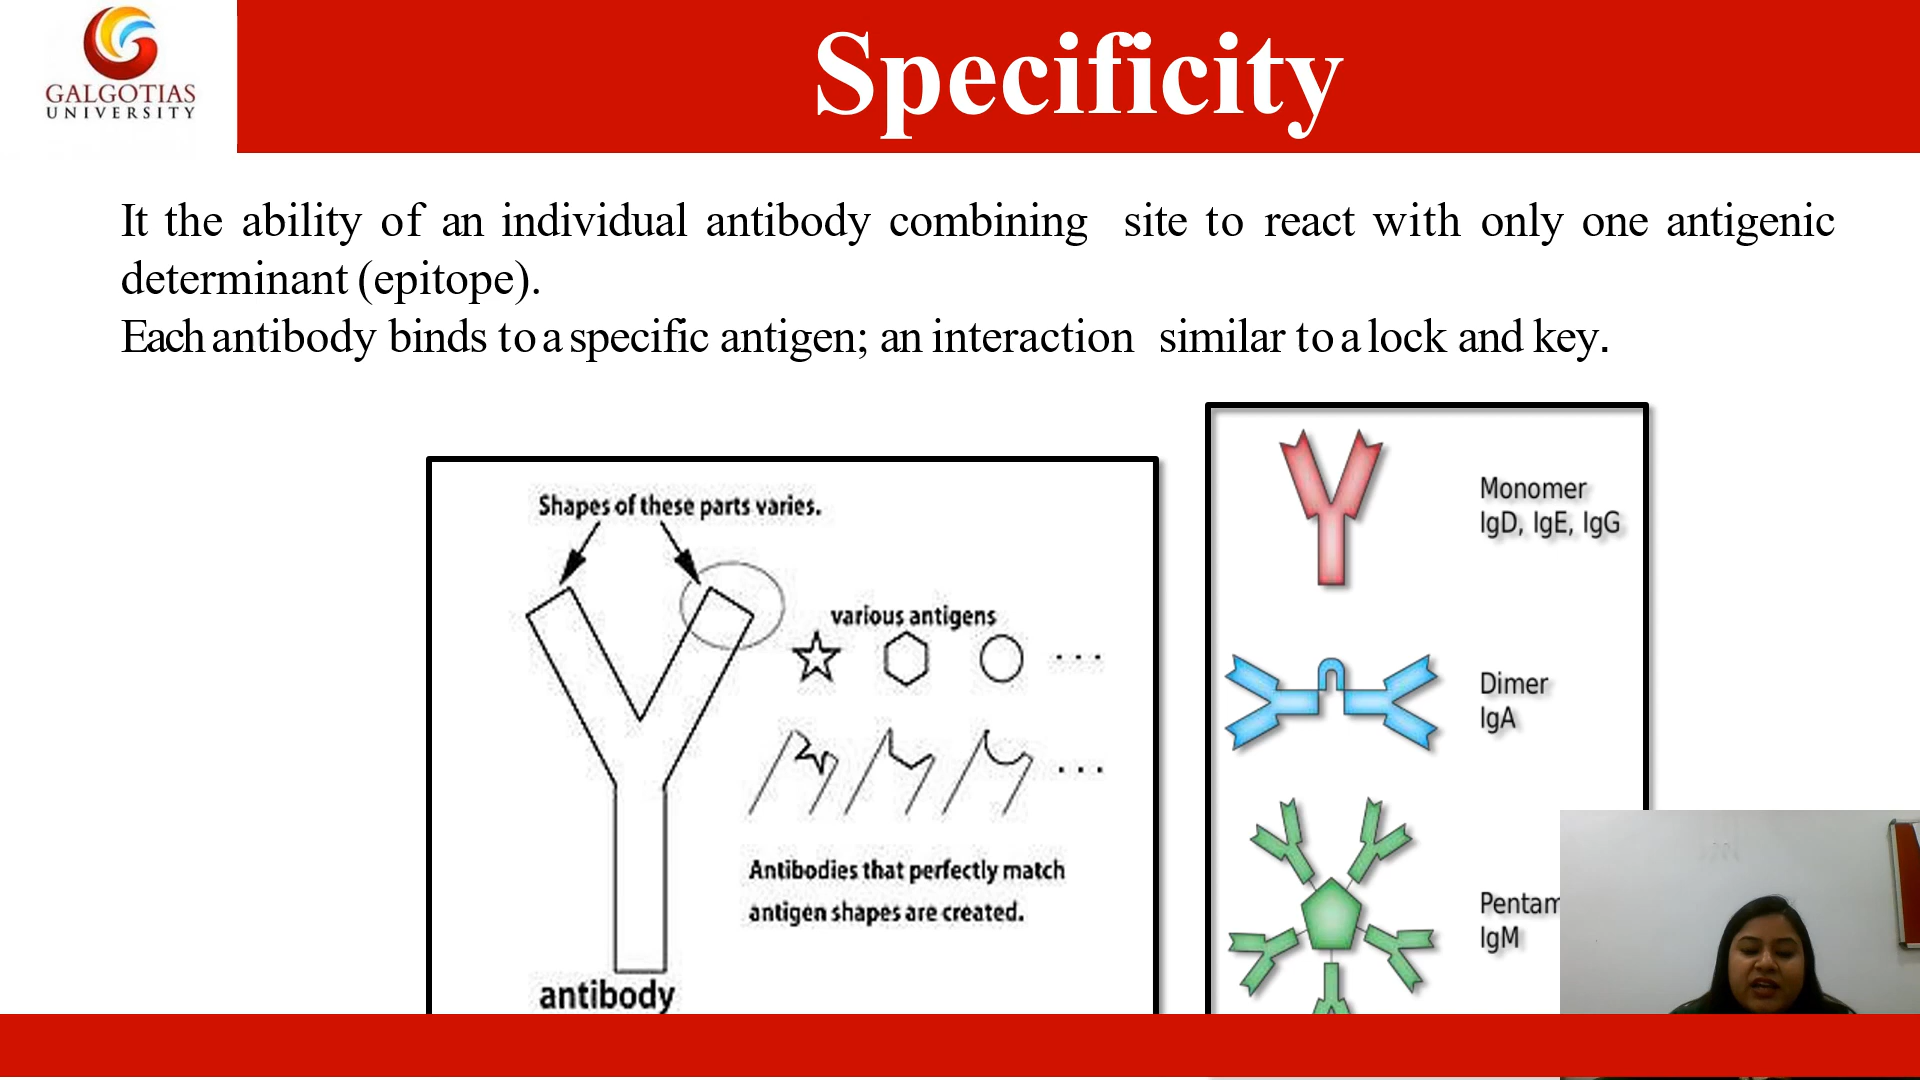 GALGOTIAS
UNIVERSITY
Specificity
It the ability of an individual antibody combining site to react with only one antigenic
determinant (epitope).
Each antibody binds to a specific antigen; an interaction similar to a lock and key.
Shapes of these parts varies.
various antigens
...
...
Antibodies that perfectly match
antigen shapes are created.
antibody
Monomer
IgD, IgE, IgG
Dimer
IgA
Pentam
IgM